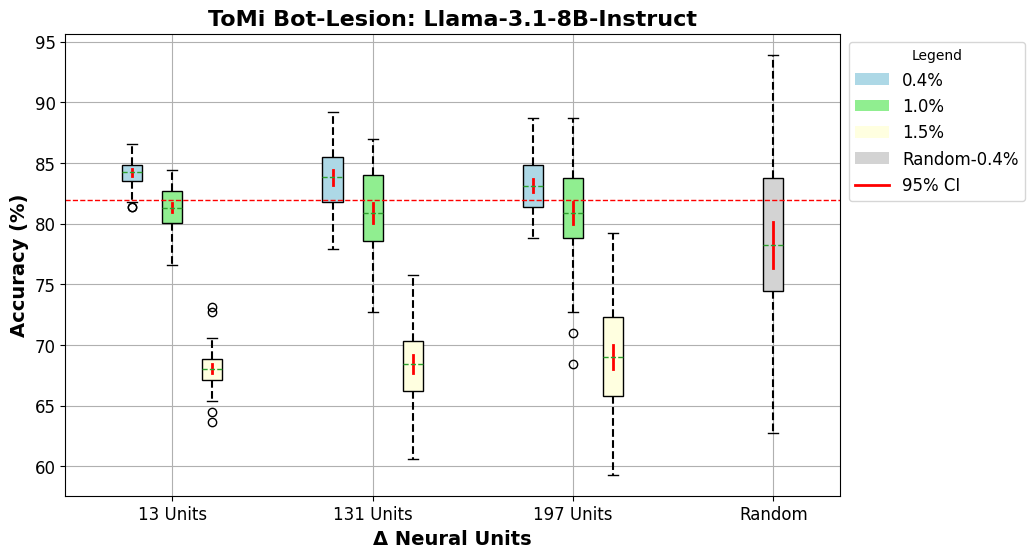 ToMi Bot-Lesion: Llama-3.1-8B-Instruct
Accuracy (%)
95
90
85
80
75
70
65
60
13 Units
131 Units
197 Units
Random
Δ Neural Units
Legend
0.4%
1.0%
1.5%
Random-0.4%
95% CI